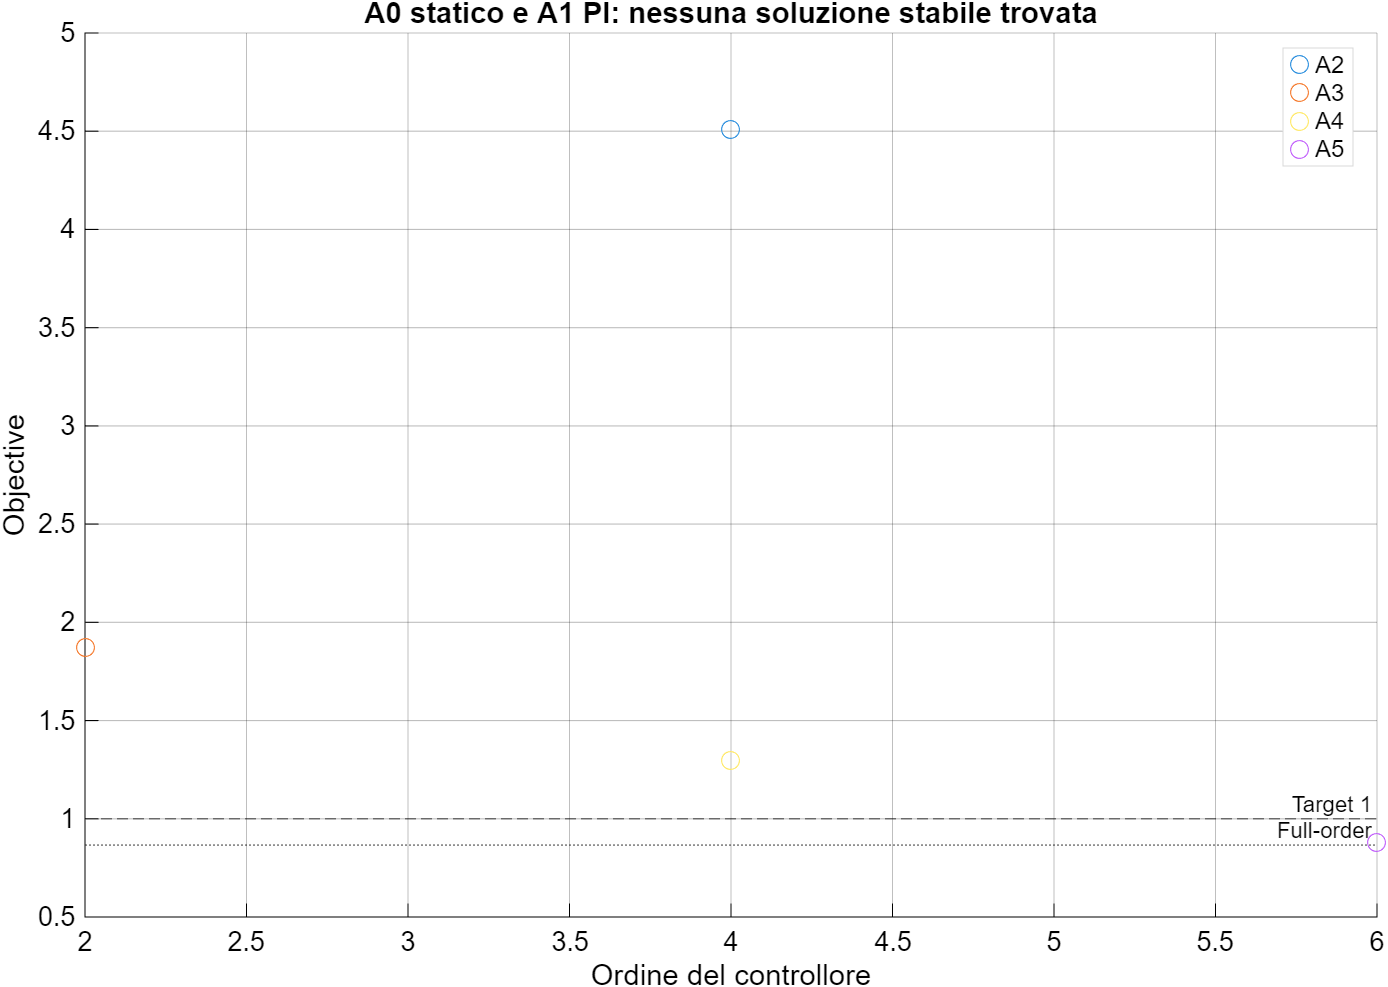 A0 statico e A1 PI: nessuna soluzione stabile trovata
5
4.5
4
3.5
3
2.5
2
1.5
1
0.5
Objective
A2
A3
A4
A5
Target 1
Full-order
2
2.5
3
3.5
4
4.5
5
5.5
6
Ordine del controllore